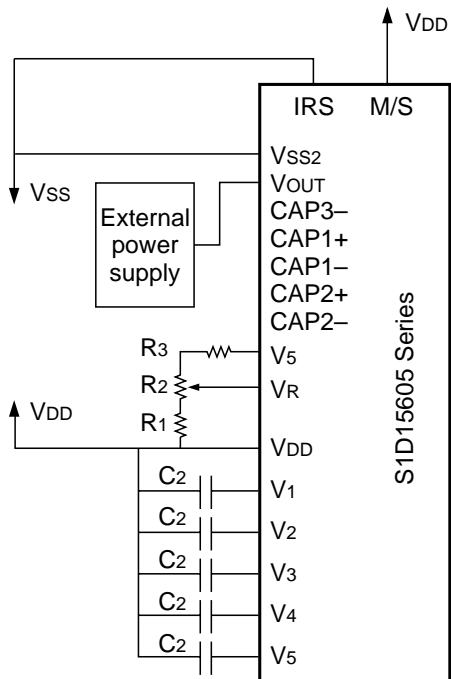 VDD
IRS M/S
VSS2
VSS
VOUT
External
power
supply
CAP3–
CAP1+
CAP1–
CAP2+
CAP2–
S1D15605 Series
R3
V5
R2
VR
VDD
R1
VDD
C2
V1
C2
V2
C2
V3
C2
V4
C2
V5